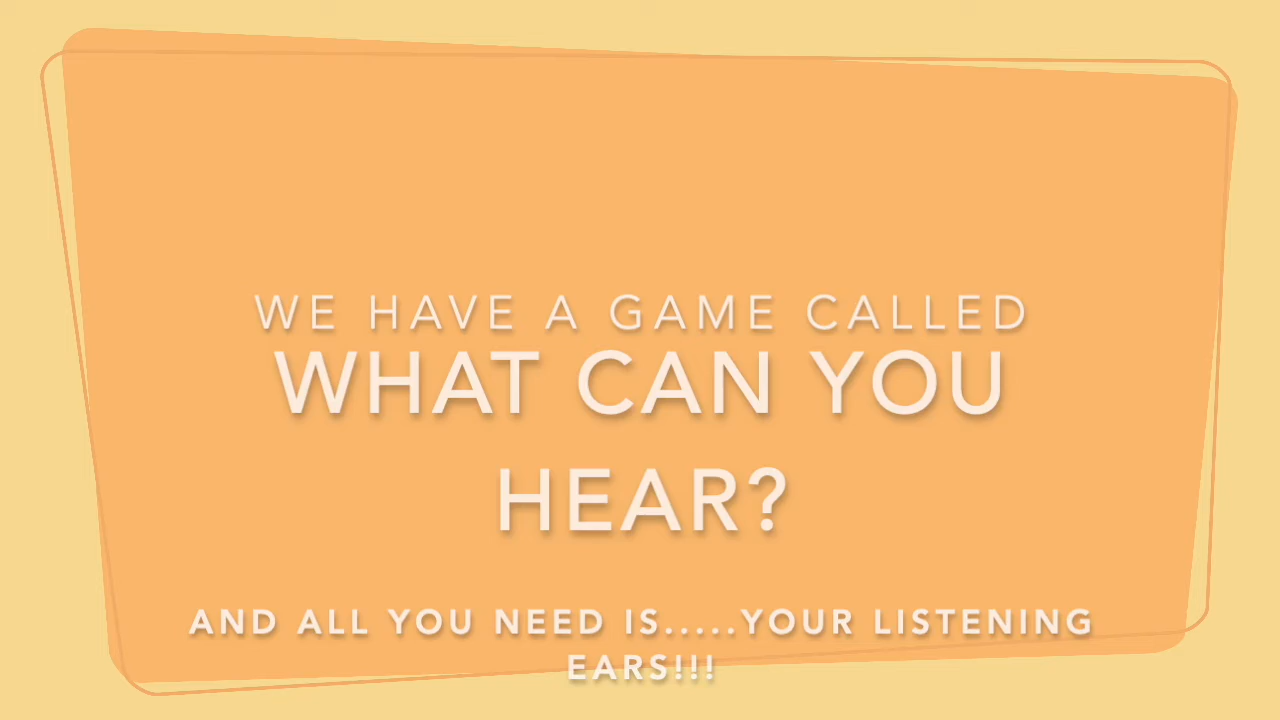 WE HAVE A GAME CALLED
WHAT CAN YOU
HEAR?
AND ALL YOU NEED IS.....YOUR LISTENING
EARS!!!